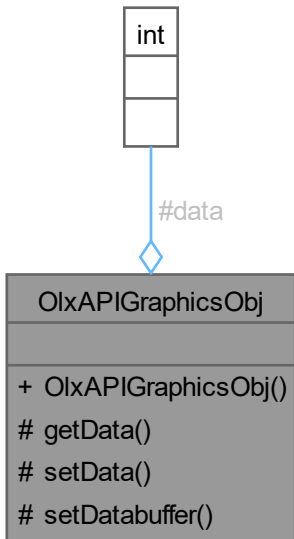 int
#data
OlxAPIGraphicsObj
+ OlxAPIGraphicsObj()
# getData()
# setData()
# setDatabuffer()